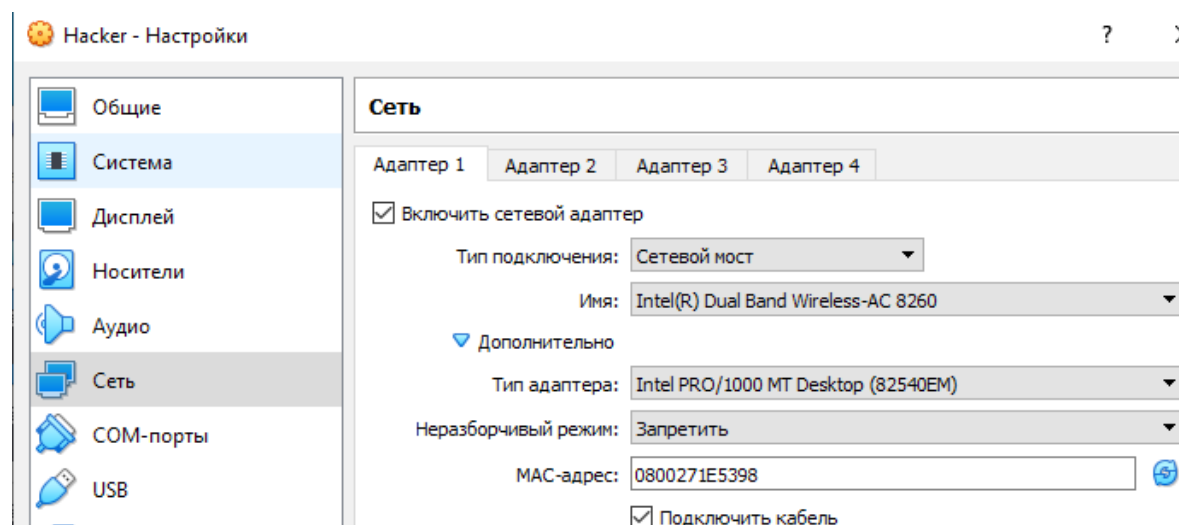 Hacker - Настройки
?
Общие
Система
Дисплей
Носители
Аудио
Сеть
COM-порты
USB
Сеть
Адаптер 1 Адаптер 2 Адаптер 3 Адаптер 4
Включить сетевой адаптер
Тип подключения: Сетевой мост
Имя: Intel(R) Dual Band Wireless-AC 8260
Дополнительно
Тип адаптера: Intel PRO/1000 MT Desktop (82540EM)
Неразборчивый режим: Запретить
MAC-адрес: 0800271E5398
Подключить кабель